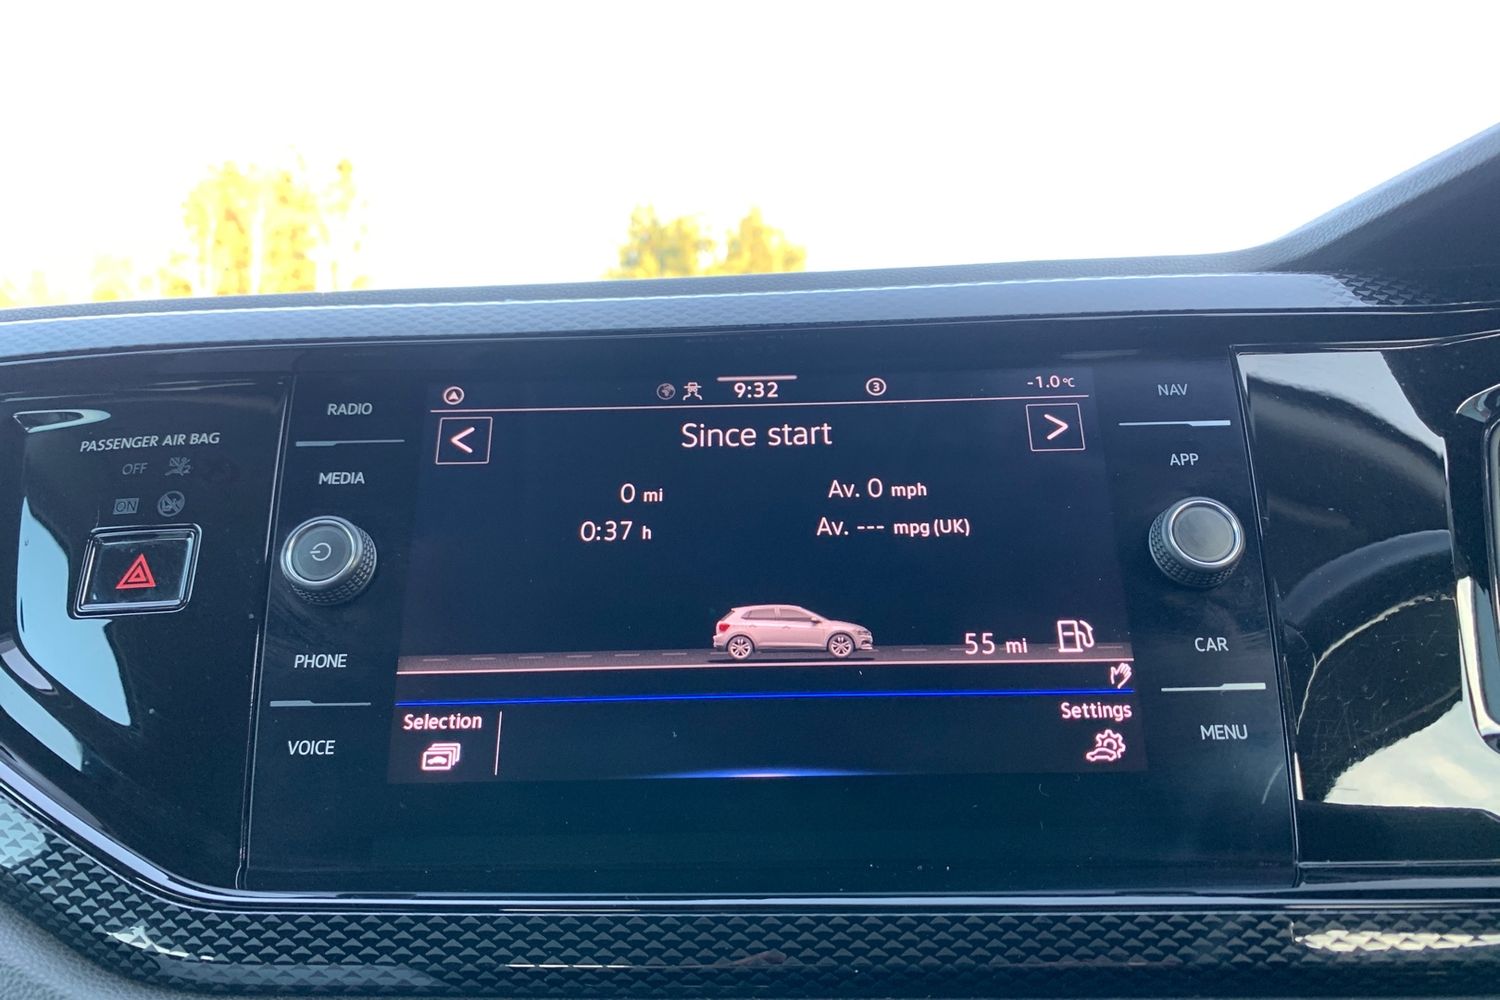 PASSENGER AIR BAG
OFF
ON
RADIO
MEDIA
PHONE
VOICE
9:32
3
-1.0°C
<
Since start
>
0 mi
Av. 0 mph
0:37 h
Av. --- mpg (UK)
55 mi
Selection
Settings
NAV
APP
CAR
MENU